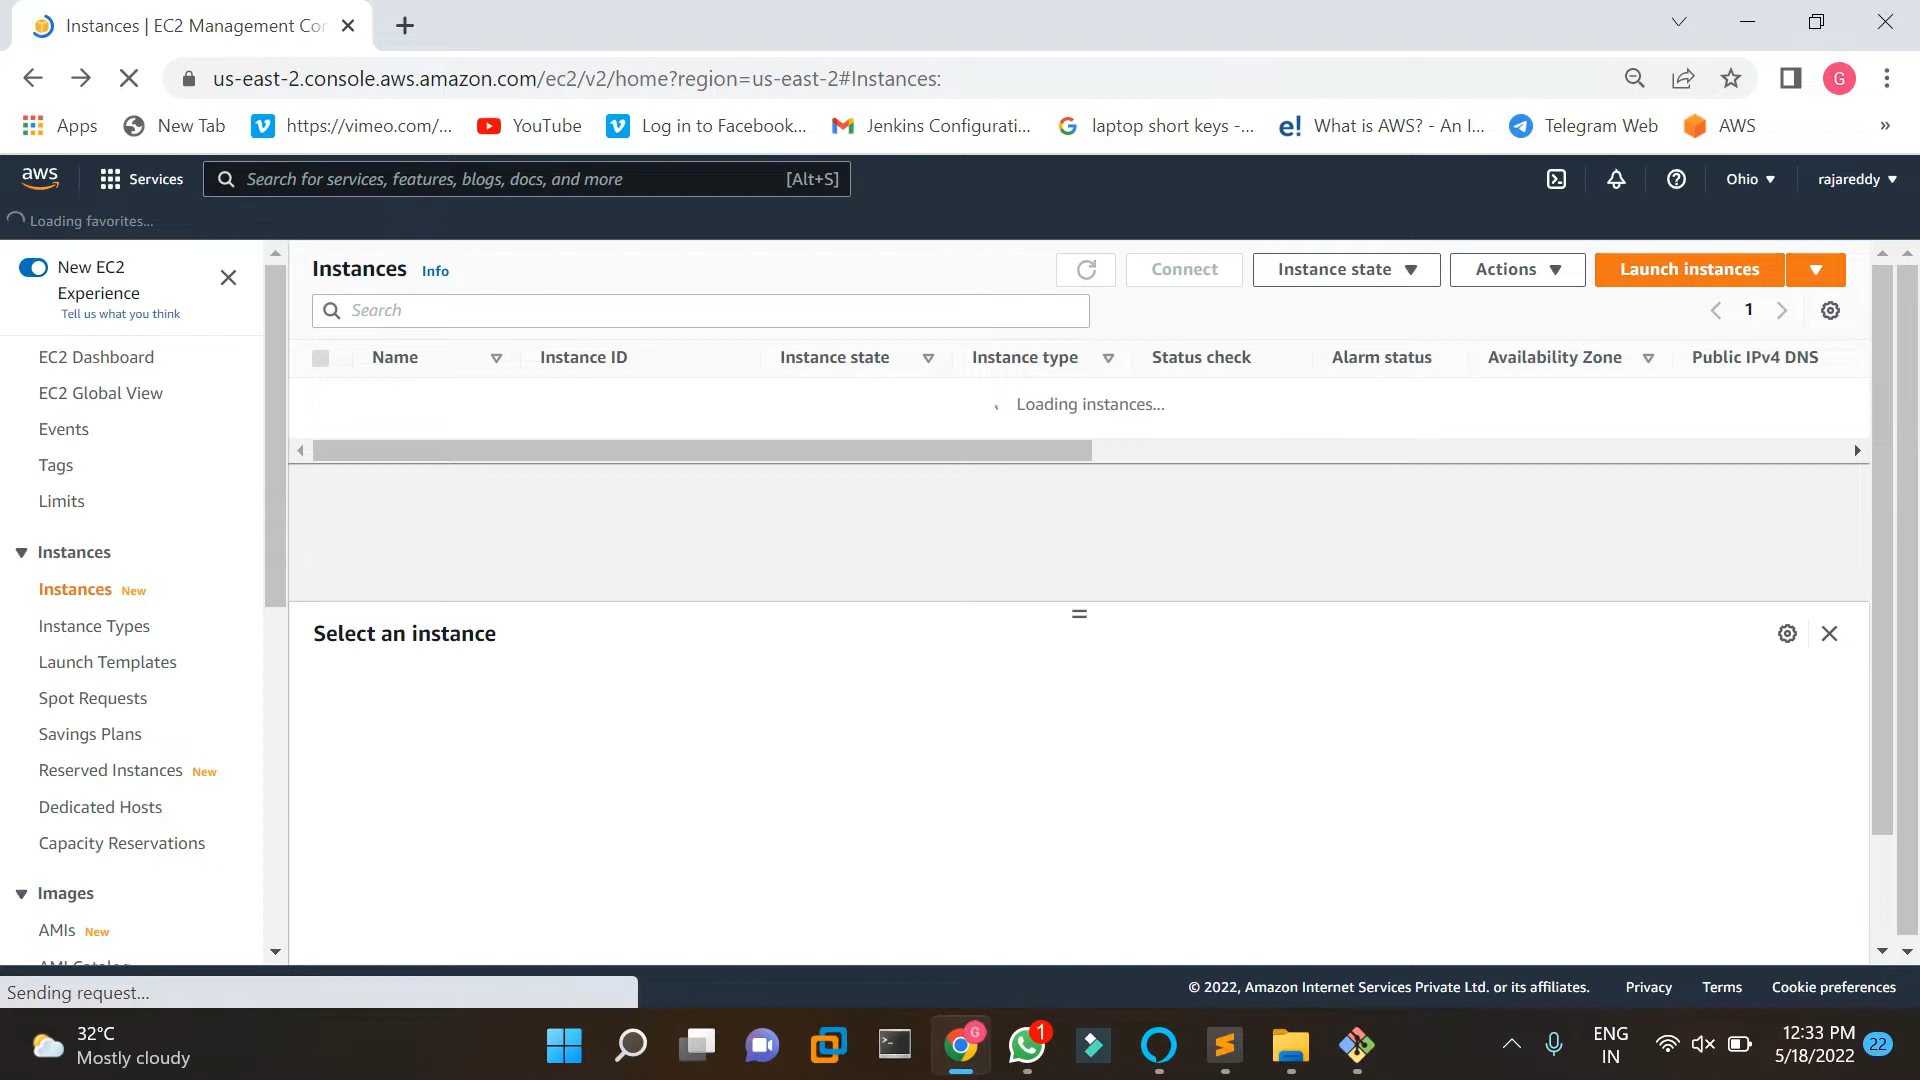 Instances | EC2 Management Con
us-east-2.console.aws.amazon.com/ec2/v2/home?region=us-east-2#Instances:
G
Apps
New Tab
https://vimeo.com/...
YouTube
Log in to Facebook...
Jenkins Configurati...
laptop short keys -...
e!
What is AWS? - An I...
Telegram Web
AWS
»
aws
Services
Search for services, features, blogs, docs, and more
[Alt+S]
Ohio
rajareddy
Loading favorites...
New EC2
Experience
Tell us what you think
EC2 Dashboard
EC2 Global View
Events
Tags
Limits
Instances
Instances New
Instance Types
Launch Templates
Spot Requests
Savings Plans
Reserved Instances New
Dedicated Hosts
Capacity Reservations
Images
AMIs New
AMI Catalog
Instances Info
Connect
Instance state
Actions
Launch instances
Search
1
Name
Instance ID
Instance state
Instance type
Status check
Alarm status
Availability Zone
Public IPv4 DNS
Loading instances...
Select an instance
Sending request...
© 2022, Amazon Internet Services Private Ltd. or its affiliates.
Privacy
Terms
Cookie preferences
32°C
Mostly cloudy
G
1
ENG
IN
12:33 PM
5/18/2022
22